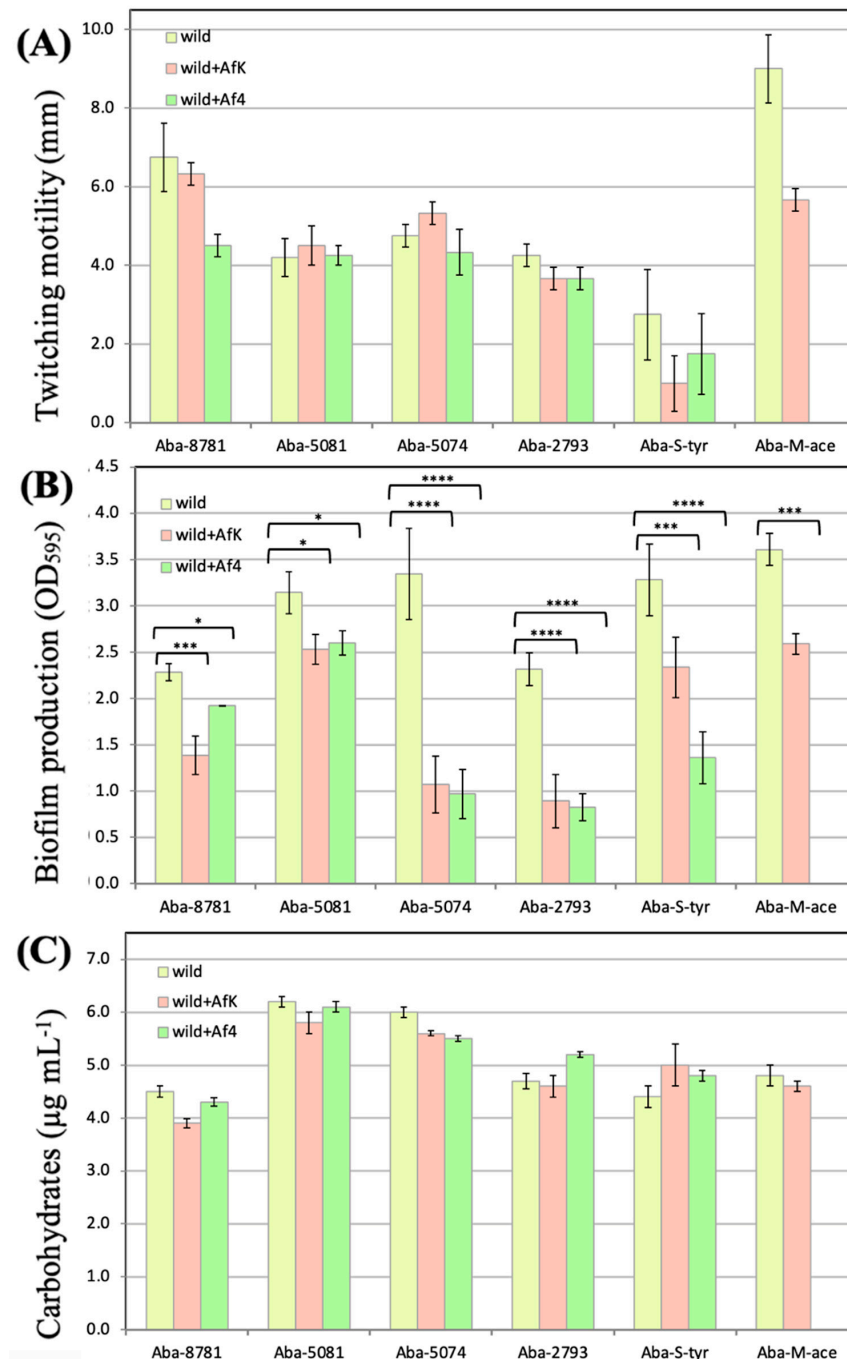 (A)
wild
wild+AfK
wild+Af4
Twitching motility (mm)
10.0
8.0
6.0
4.0
2.0
0.0
Aba-8781 Aba-5081 Aba-5074 Aba-2793 Aba-S-tyr Aba-M-ace
(B)
wild
wild+AfK
wild+Af4
Biofilm production (OD595)
4.5
4.0
3.5
3.0
2.5
2.0
1.5
1.0
0.5
0.0
* *** * * **** **** **** **** **** *** ***
Aba-8781 Aba-5081 Aba-5074 Aba-2793 Aba-S-tyr Aba-M-ace
(C)
wild
wild+AfK
wild+Af4
Carbohydrates (µg mL-1)
7.0
6.0
5.0
4.0
3.0
2.0
1.0
0.0
Aba-8781 Aba-5081 Aba-5074 Aba-2793 Aba-S-tyr Aba-M-ace